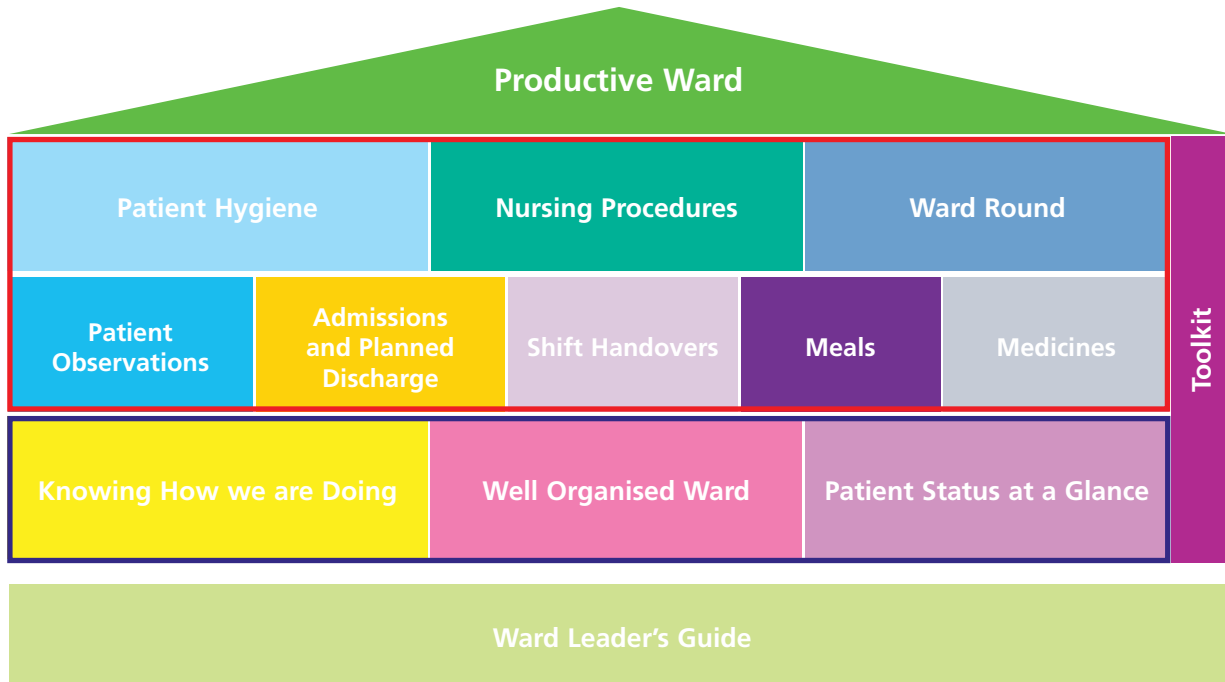 Productive Ward
Patient Hygiene
Nursing Procedures
Ward Round
Patient
Observations
Admissions
and Planned
Discharge
Shift Handovers
Meals
Medicines
Toolkit
Knowing How we are Doing
Well Organised Ward
Patient Status at a Glance
Ward Leader's Guide